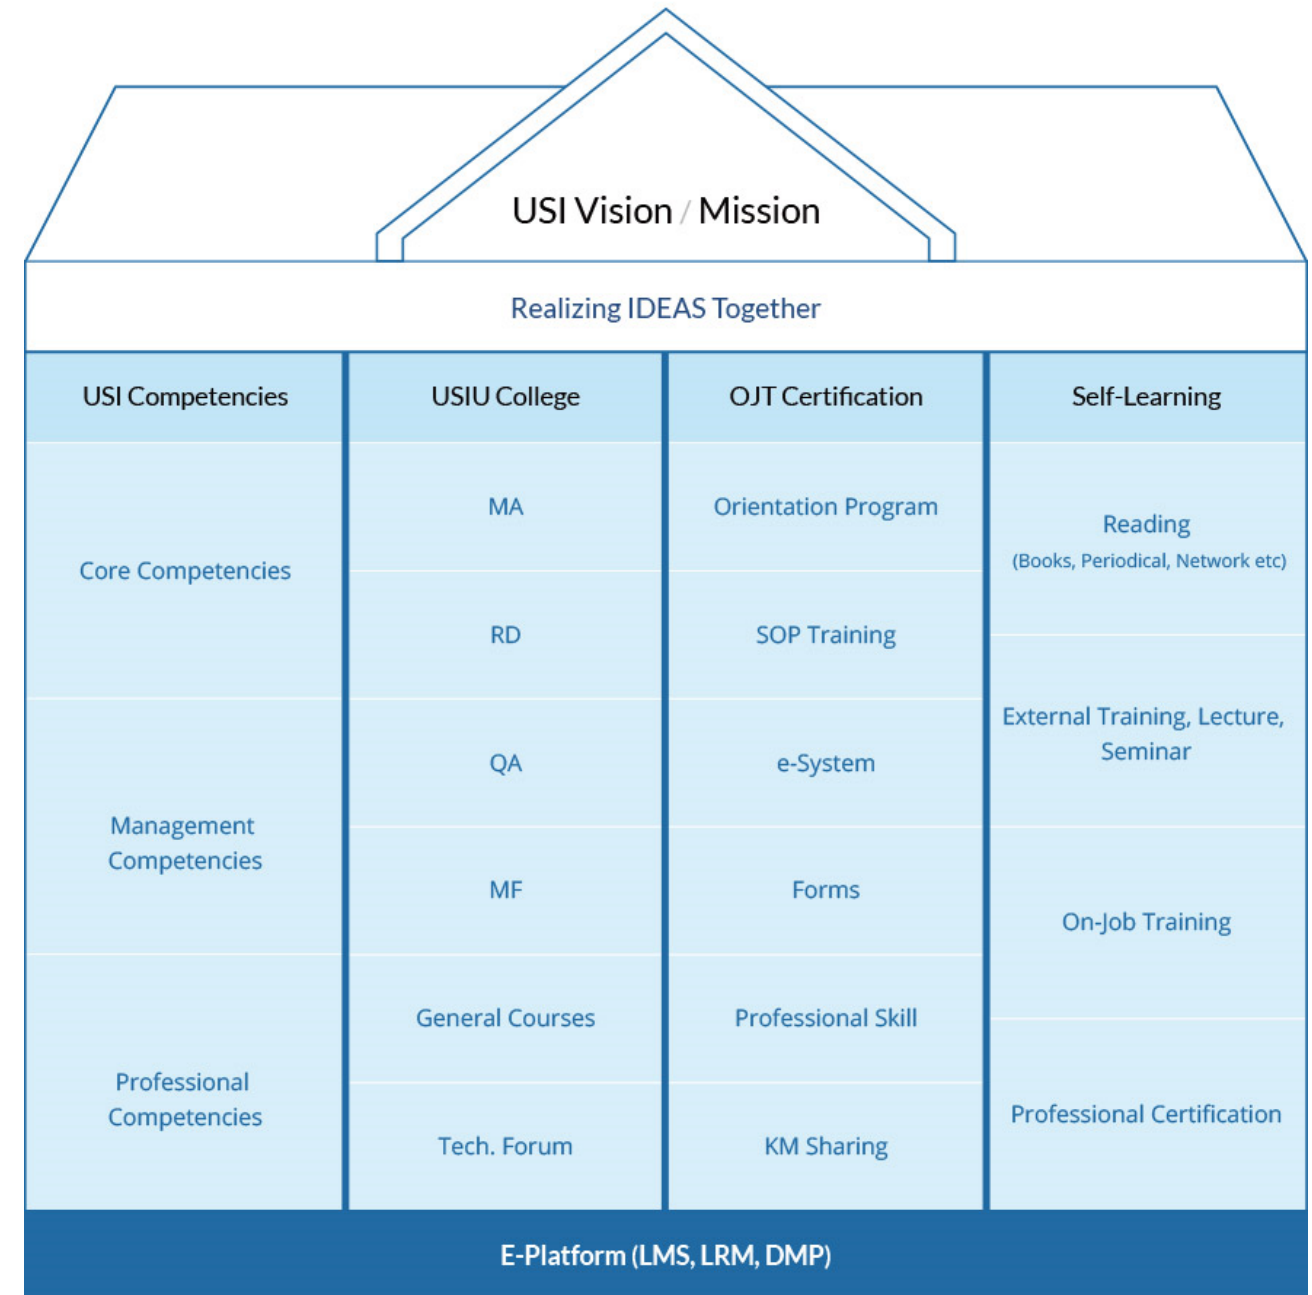 USI Vision / Mission
Realizing IDEAS Together
USI Competencies
Core Competencies
Management
Competencies
Professional
Competencies
USIU College
MA
RD
QA
MF
General Courses
Tech. Forum
OJT Certification
Orientation Program
SOP Training
e-System
Forms
Professional Skill
KM Sharing
Self-Learning
Reading
(Books, Periodical, Network etc)
External Training, Lecture,
Seminar
On-Job Training
Professional Certification
E-Platform (LMS, LRM, DMP)